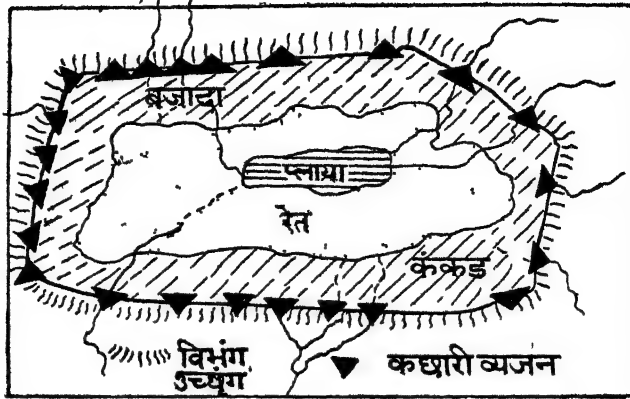 बजादा
प्लाया
रेत
कंकड
विभंग
उच्चृंग
कछारी व्यजन